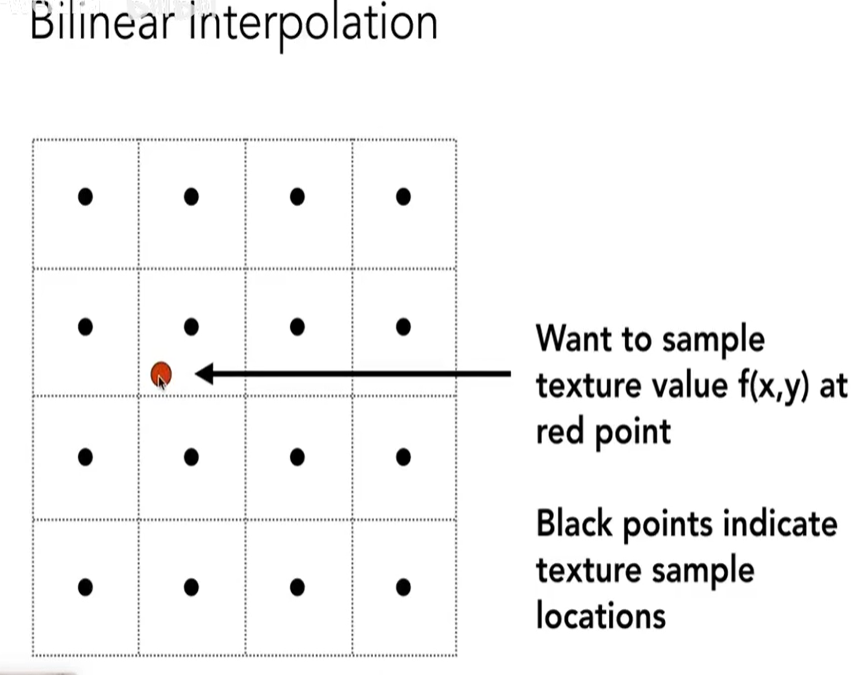 Bilinear Interpolation
Want to sample
texture value f(x,y) at
red point
Black points indicate
texture sample
locations